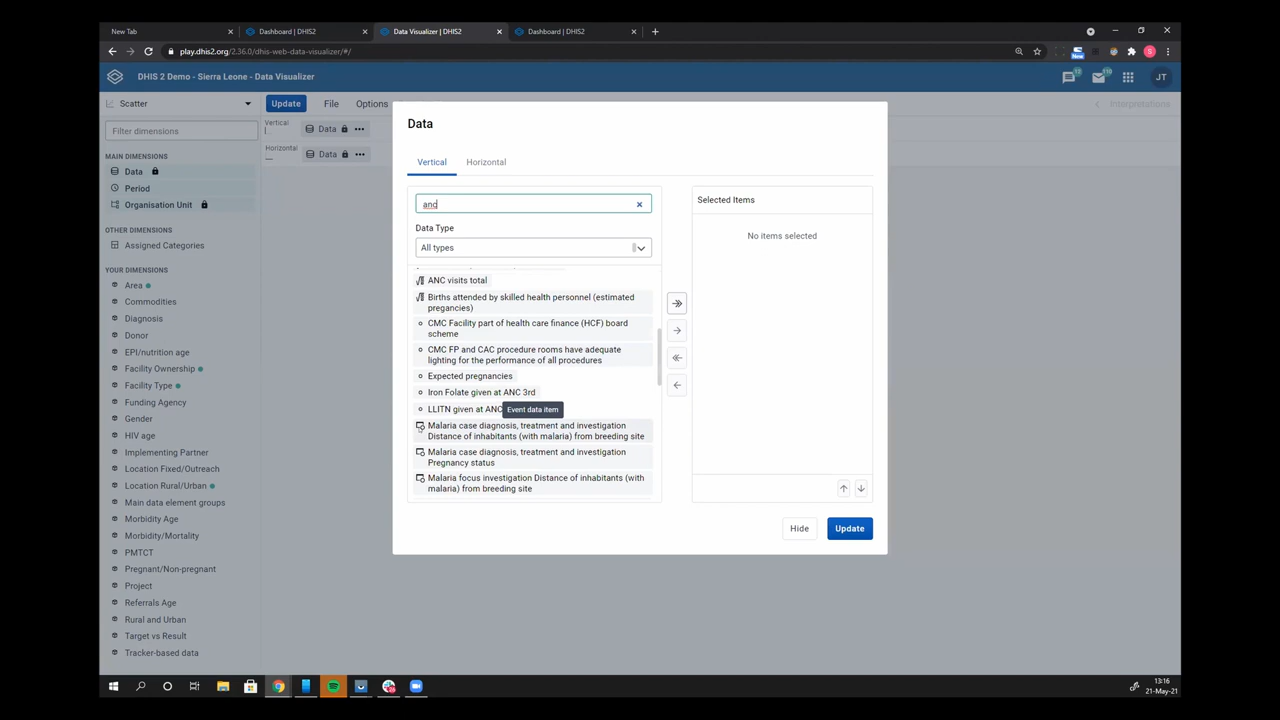 New Tab
Dashboard | DHIS2
Data Visualizer | DHIS2
Dashboard | DHIS2
play.dhis2.org/2.36.0/dhis-web-data-visualizer/#/
New
S
DHIS 2 Demo - Sierra Leone - Data Visualizer
JT
Scatter
Update
File
Options
Interpretations
Filter dimensions
Vertical
Data
Horizontal
Data
MAIN DIMENSIONS
Data
Period
Organisation Unit
OTHER DIMENSIONS
Assigned Categories
YOUR DIMENSIONS
Area
Commodities
Diagnosis
Donor
EPI/nutrition age
Facility Ownership
Facility Type
Funding Agency
Gender
HIV age
Implementing Partner
Location Fixed/Outreach
Location Rural/Urban
Main data element groups
Morbidity Age
Morbidity/Mortality
PMTCT
Pregnant/Non-pregnant
Project
Referrals Age
Rural and Urban
Target vs Result
Tracker-based data
Data
Vertical
Horizontal
anc
Data Type
All types
ANC visits total
Births attended by skilled health personnel (estimated
pregancies)
CMC Facility part of health care finance (HCF) board
scheme
CMC FP and CAC procedure rooms have adequate
lighting for the performance of all procedures
Expected pregnancies
Iron Folate given at ANC 3rd
LLITN given at ANC
Event data item
Malaria case diagnosis, treatment and investigation
Distance of inhabitants (with malaria) from breeding site
Malaria case diagnosis, treatment and investigation
Pregnancy status
Malaria focus investigation Distance of inhabitants (with
malaria) from breeding site
Selected Items
No items selected
Hide
Update
13:16
21-May-21